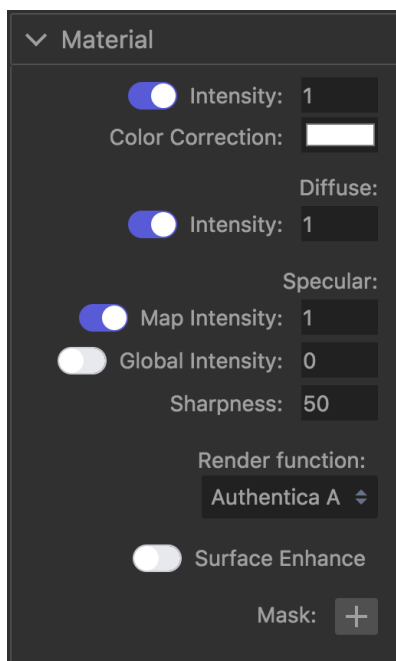 Material
Intensity: 1
Color Correction:
Diffuse:
Intensity: 1
Specular:
Map Intensity: 1
Global Intensity: 0
Sharpness: 50
Render function:
Authentica A
Surface Enhance
Mask: